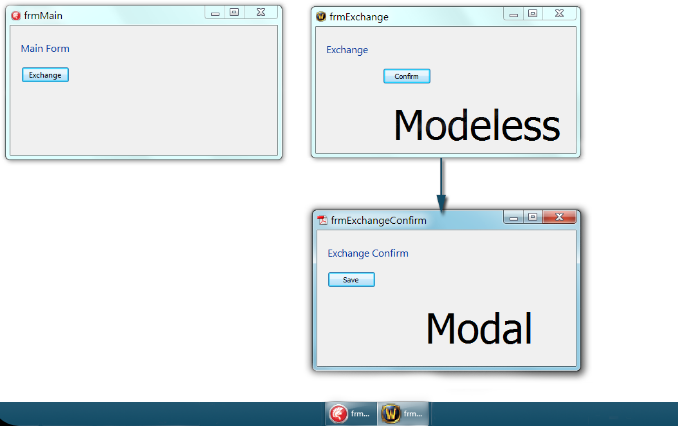 frmMain
Main Form
Exchange
frmExchange
Exchange
Confirm
Modeless
frmExchangeConfirm
Exchange Confirm
Save
Modal
frm...
frm...